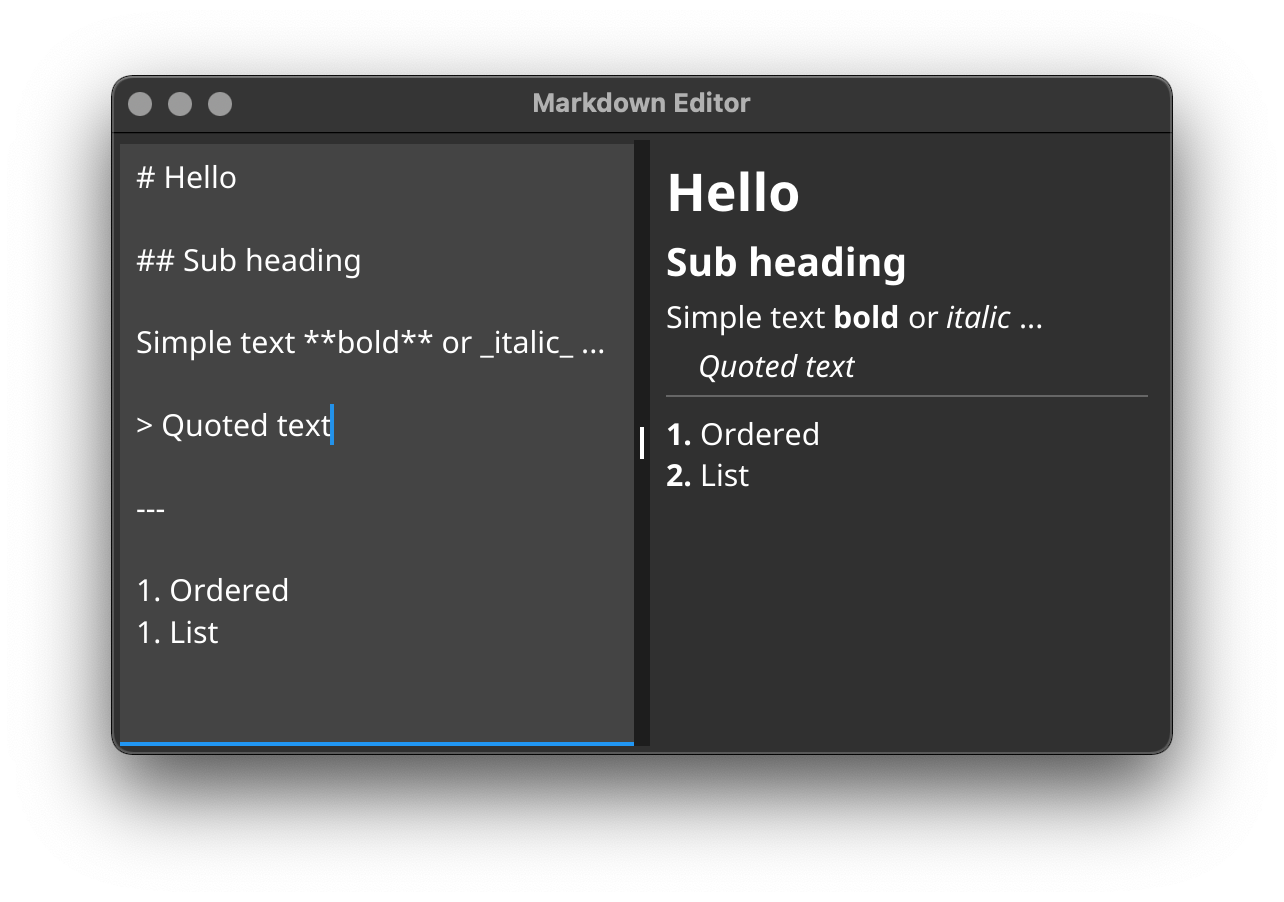 Markdown Editor
# Hello
## Sub heading
Simple text **bold** or _italic_ ...
> Quoted text
---
1. Ordered
1. List
Hello
Sub heading
Simple text bold or italic ...
Quoted text
1. Ordered
2. List